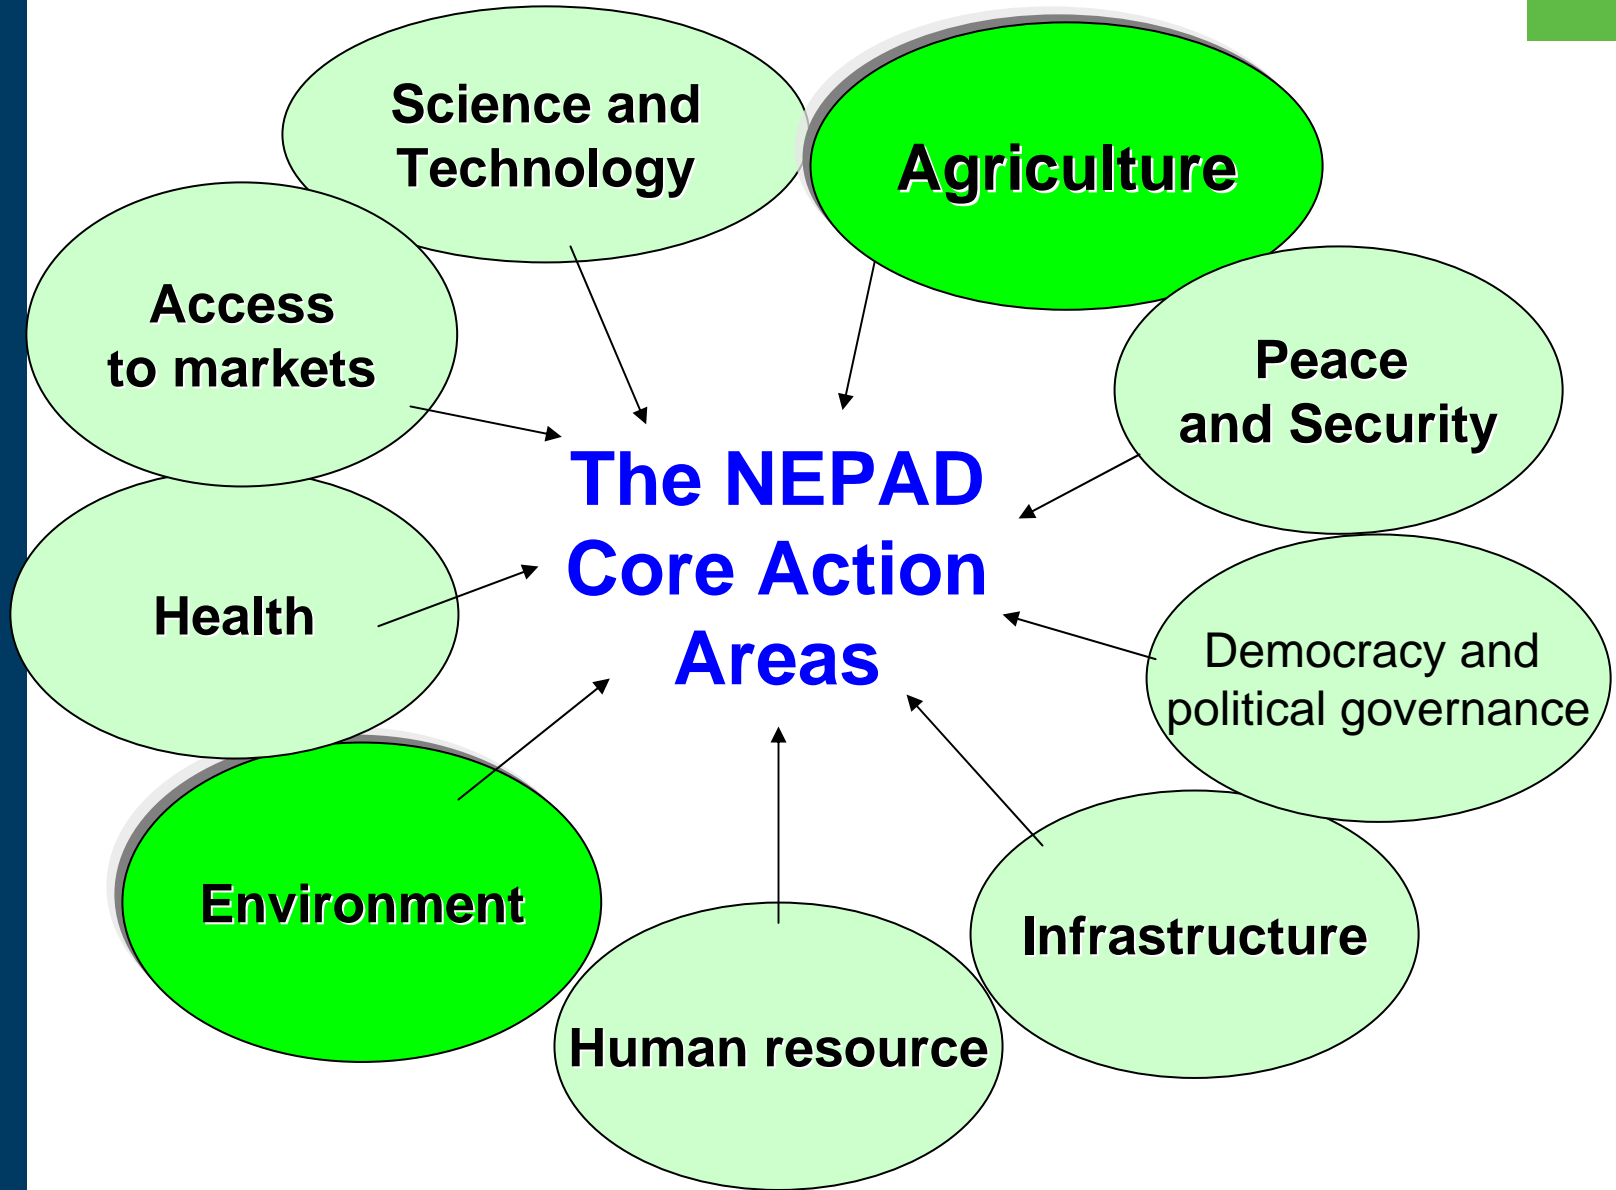 Science and
Technology
Agriculture
Access
to markets
Peace
and Security
The NEPAD
Core Action
Areas
Health
Democracy and
political governance
Environment
Infrastructure
Human resource